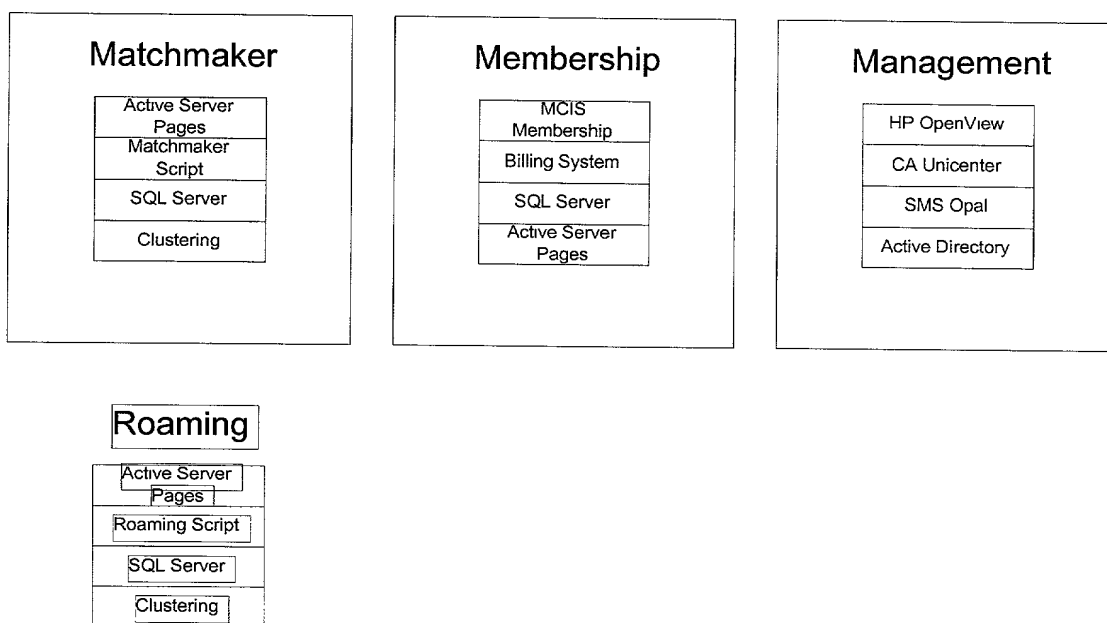 Matchmaker
Active Server
Pages
Matchmaker
Script
SQL Server
Clustering
Membership
MCIS
Membership
Billing System
SQL Server
Active Server
Pages
Management
HP OpenView
CA Unicenter
SMS Opal
Active Directory
Roaming
Active Server
Pages
Roaming Script
SQL Server
Clustering